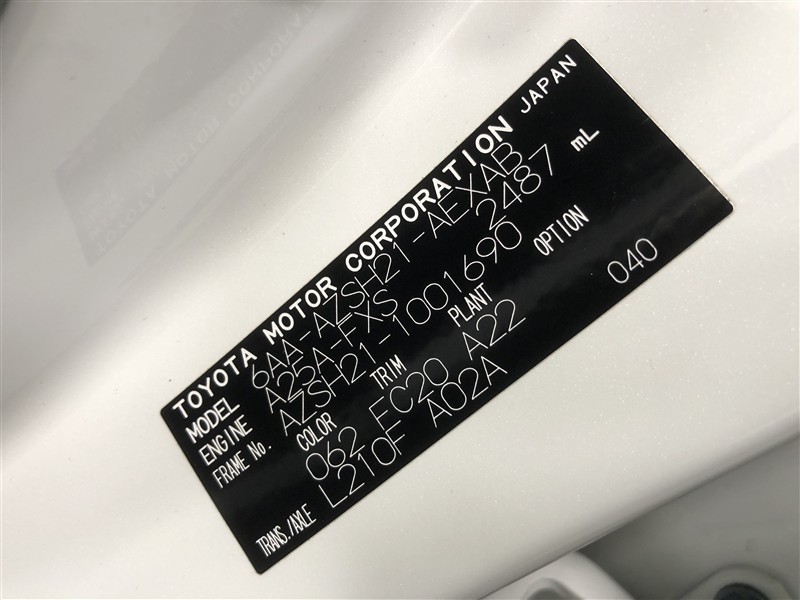 TOYOTA MOTOR CORPORATION JAPAN
MODEL 6AA-AZSH21-AEXAB
ENGINE A25A-FXS 2487 mL
FRAME No. AZSH21-1001690
COLOR TRIM PLANT OPTION
062 FC20 A22 040
TRANS./AXLE L210F A02A